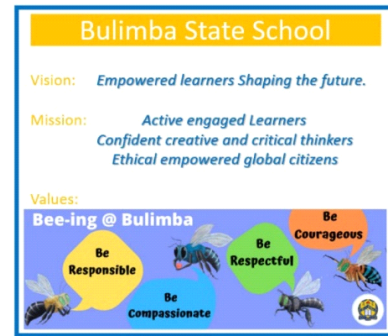 Bulimba State School
Vision: Empowered learners Shaping the future.
Mission: Active engaged Learners
Confident creative and critical thinkers
Ethical empowered global citizens
Values:
Bee-ing @ Bulimba
Be
Responsible
Be
Compassionate
Be
Respectful
Be
Courageous